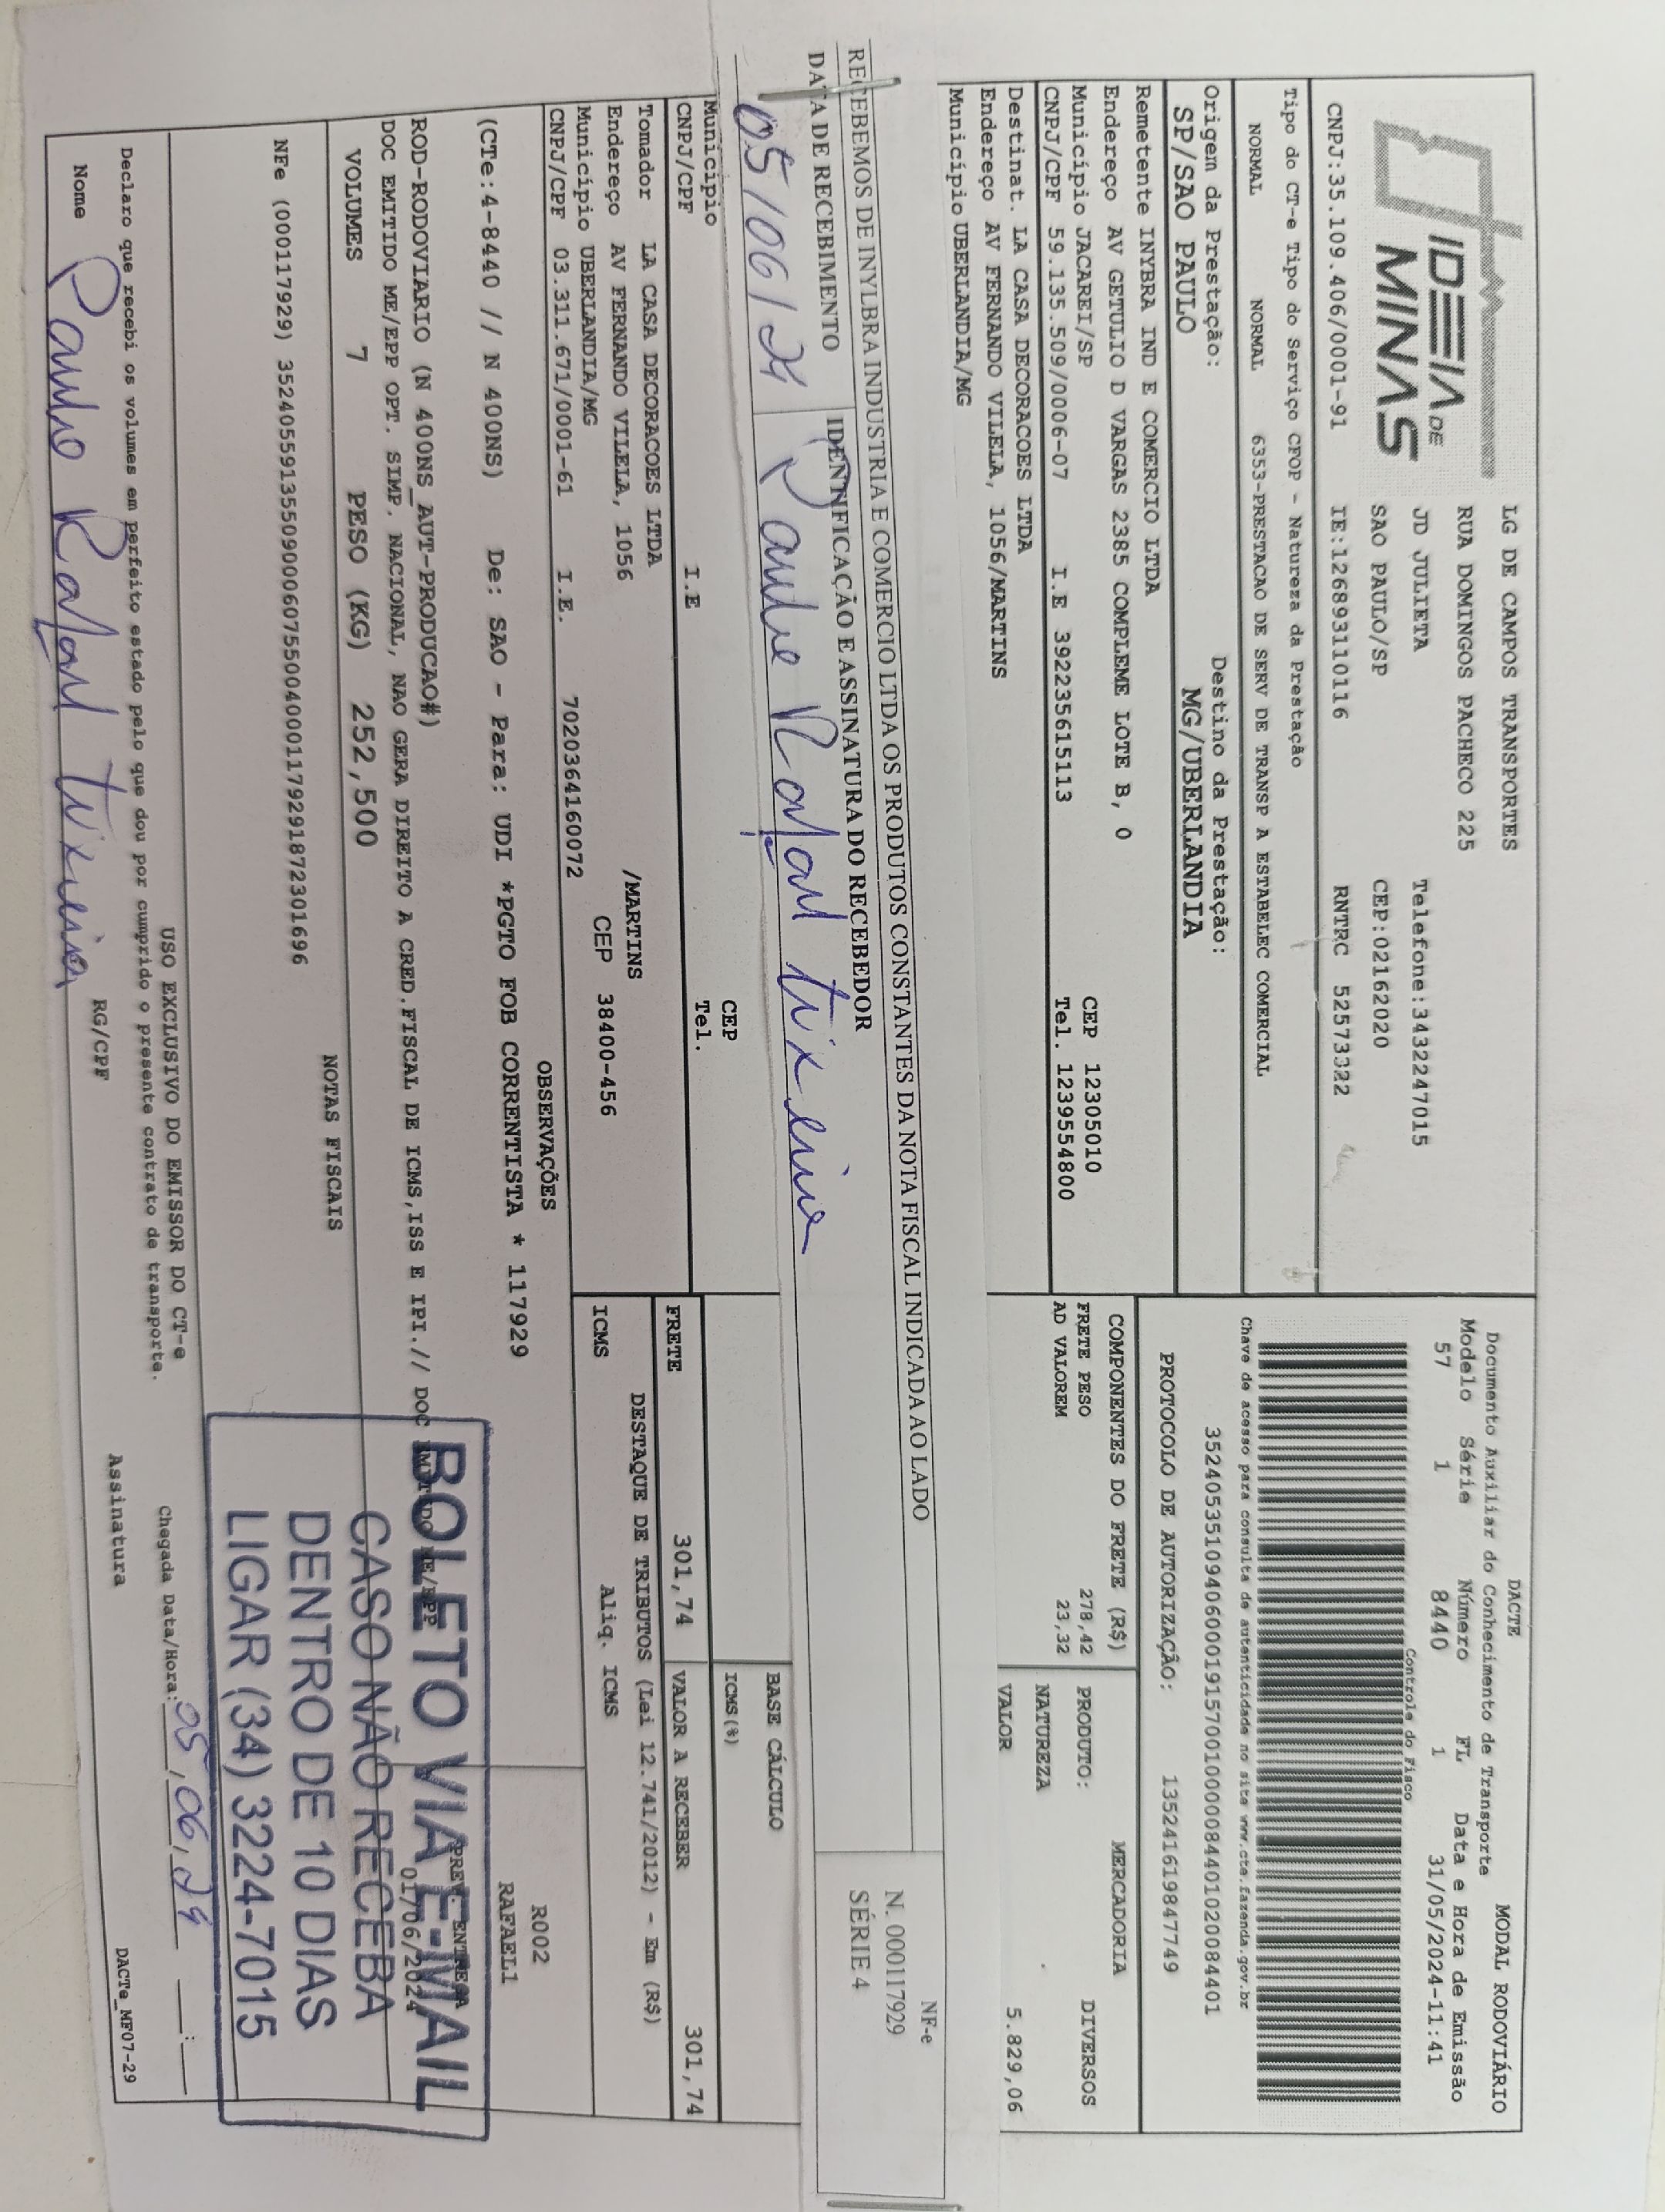 IDEIA DE
MINAS
LG DE CAMPOS TRANSPORTES
RUA DOMINGOS PACHECO 225
JD JULIETA Telefone:3432247015
SAO PAULO/SP CEP:02162020
CNPJ:35.109.406/0001-91 IE:126893110116 RNTRC 52573322
DACTE MODAL RODOVIÁRIO
Documento Auxiliar do Conhecimento de Transporte
Modelo Série Número FL Data e Hora de Emissão
57 1 8440 1 31/05/2024-11:41
Controle do Fisco
Tipo do CT-e Tipo do Serviço CFOP - Natureza da Prestação
NORMAL NORMAL 6353-PRESTACAO DE SERV DE TRANSP A ESTABELEC COMERCIAL
Chave de acesso para consulta de autenticidade no site www.cte.fazenda.gov.br
35240535109406000191570010000084401020084401
Origem da Prestação: Destino da Prestação:
SP/SAO PAULO MG/UBERLANDIA
PROTOCOLO DE AUTORIZAÇÃO: 135241619847749
Remetente INYBRA IND E COMERCIO LTDA
Endereço AV GETULIO D VARGAS 2385 COMPLEME LOTE B, 0
Município JACAREI/SP CEP 12305010
CNPJ/CPF 59.135.509/0006-07 I.E 392235615113 Tel. 1239554800
COMPONENTES DO FRETE (R$)
FRETE PESO 278,42
AD VALOREM 23,32
MERCADORIA
PRODUTO: DIVERSOS
NATUREZA
VALOR 5.829,06
Destinat. LA CASA DECORACOES LTDA
Endereço AV FERNANDO VILELA, 1056/MARTINS
Município UBERLANDIA/MG
RECEBEMOS DE INYLBRA INDUSTRIA E COMERCIO LTDA OS PRODUTOS CONSTANTES DA NOTA FISCAL INDICADA AO LADO
DATA DE RECEBIMENTO IDENTIFICAÇÃO E ASSINATURA DO RECEBEDOR
05/06/24
NF-e
N. 000117929
SÉRIE 4
Município CEP
CNPJ/CPF I.E Tel.
BASE CÁLCULO
ICMS(%)
FRETE 301,74 VALOR A RECEBER 301,74
Tomador LA CASA DECORACOES LTDA
Endereço AV FERNANDO VILELA, 1056 /MARTINS
Município UBERLANDIA/MG CEP 38400-456
CNPJ/CPF 03.311.671/0001-61 I.E. 7020364160072
DESTAQUE DE TRIBUTOS (Lei 12.741/2012) - Em (R$)
ICMS Aliq. ICMS
OBSERVAÇÕES
R002
RAFAEL1
(CTe:4-8440 // N 400NS) De: SAO - Para: UDI *PGTO FOB CORRENTISTA * 117929
ROD-RODOVIARIO (N 400NS_AUT-PRODUCAO#)
DOC EMITIDO ME/EPP OPT. SIMP. NACIONAL, NAO GERA DIREITO A CRED.FISCAL DE ICMS,ISS E IPI.// DOC EMITIDO ME/EPP
PREV. ENTREGA
01/06/2024
VOLUMES 7 PESO (KG) 252,500
NOTAS FISCAIS
NFe (000117929) 35240559135509000607550040001179291872301696
BOLETO VIA E-MAIL
CASO NÃO RECEBA
DENTRO DE 10 DIAS
LIGAR (34) 3224-7015
USO EXCLUSIVO DO EMISSOR DO CT-e
Declaro que recebi os volumes em perfeito estado pelo que dou por cumprido o presente contrato de transporte.
Chegada Data/Hora: 05,06,24 __:__
Nome RG/CPF Assinatura
DACTe_MF07-29